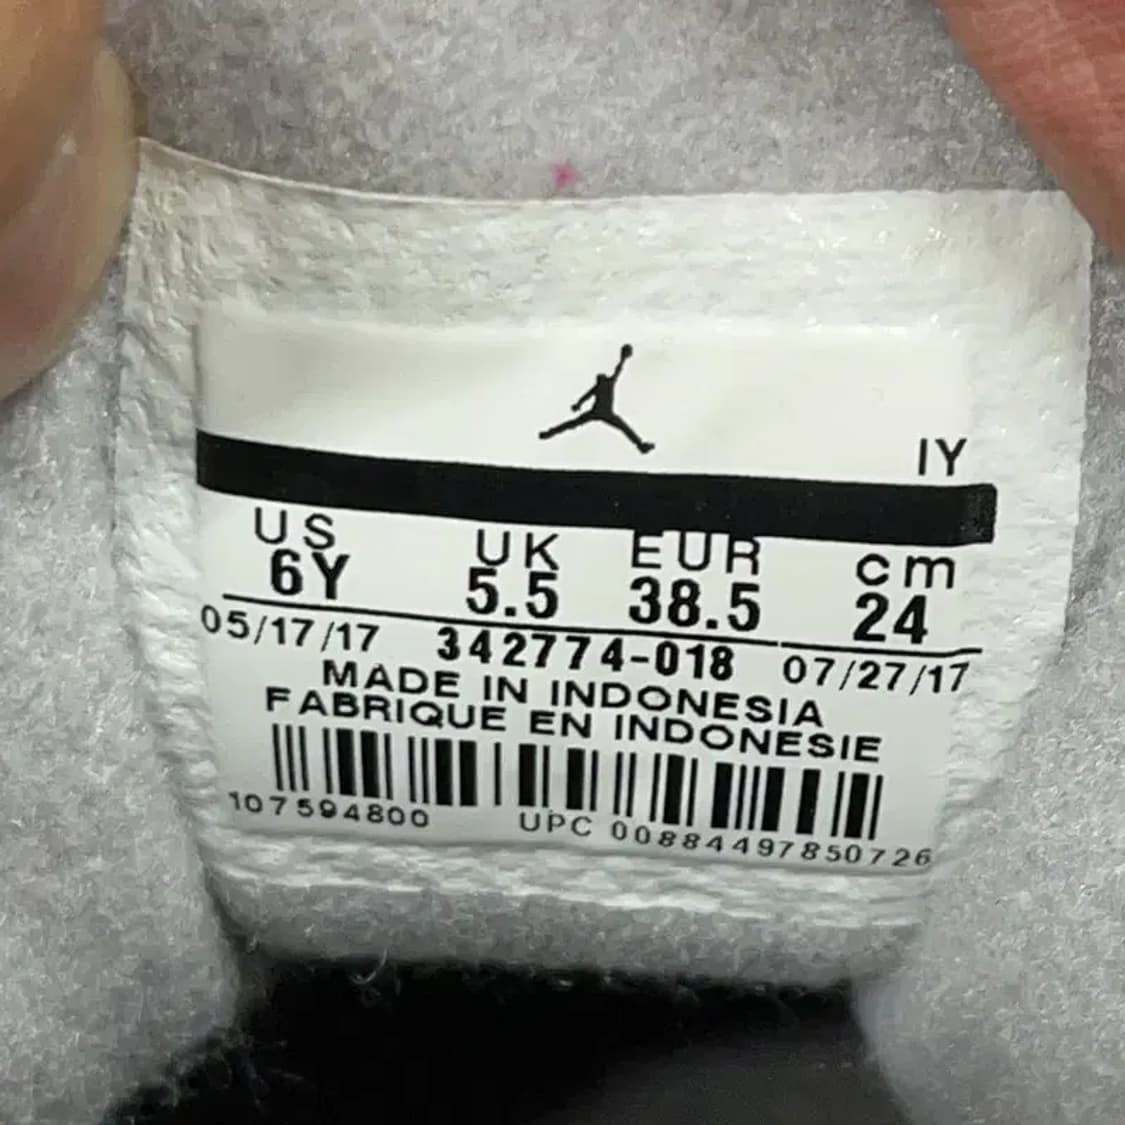 IY
US UK EUR cm
6Y 5.5 38.5 24
05/17/17 342774-018 07/27/17
MADE IN INDONESIA
FABRIQUE EN INDONESIE
107594800 UPC 00884497850726